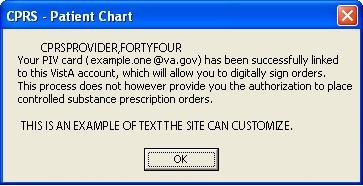 CPRS - Patient Chart
CPRSPROVIDER,FORTYFOUR
Your PIV card (example.one@va.gov) has been successfully linked
to this VistA account, which will allow you to digitally sign orders.
This process does not however provide you the authorization to place
controlled substance prescription orders.
THIS IS AN EXAMPLE OF TEXT THE SITE CAN CUSTOMIZE.
OK